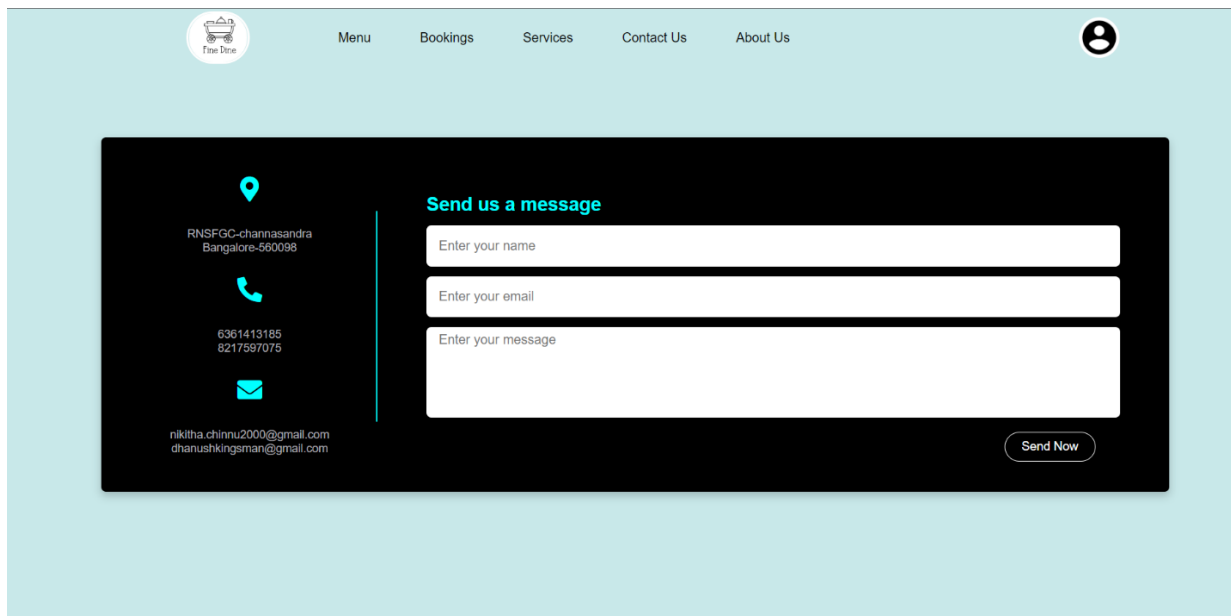 Fine Dine
Menu
Bookings
Services
Contact Us
About Us
RNSFGC-channasandra
Bangalore-560098
6361413185
8217597075
nikitha.chinnu2000@gmail.com
dhanushkingsman@gmail.com
Send us a message
Enter your name
Enter your email
Enter your message
Send Now